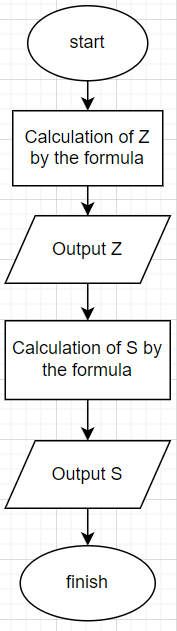 start
Calculation of Z
by the formula
Output Z
Calculation of S by
the formula
Output S
finish